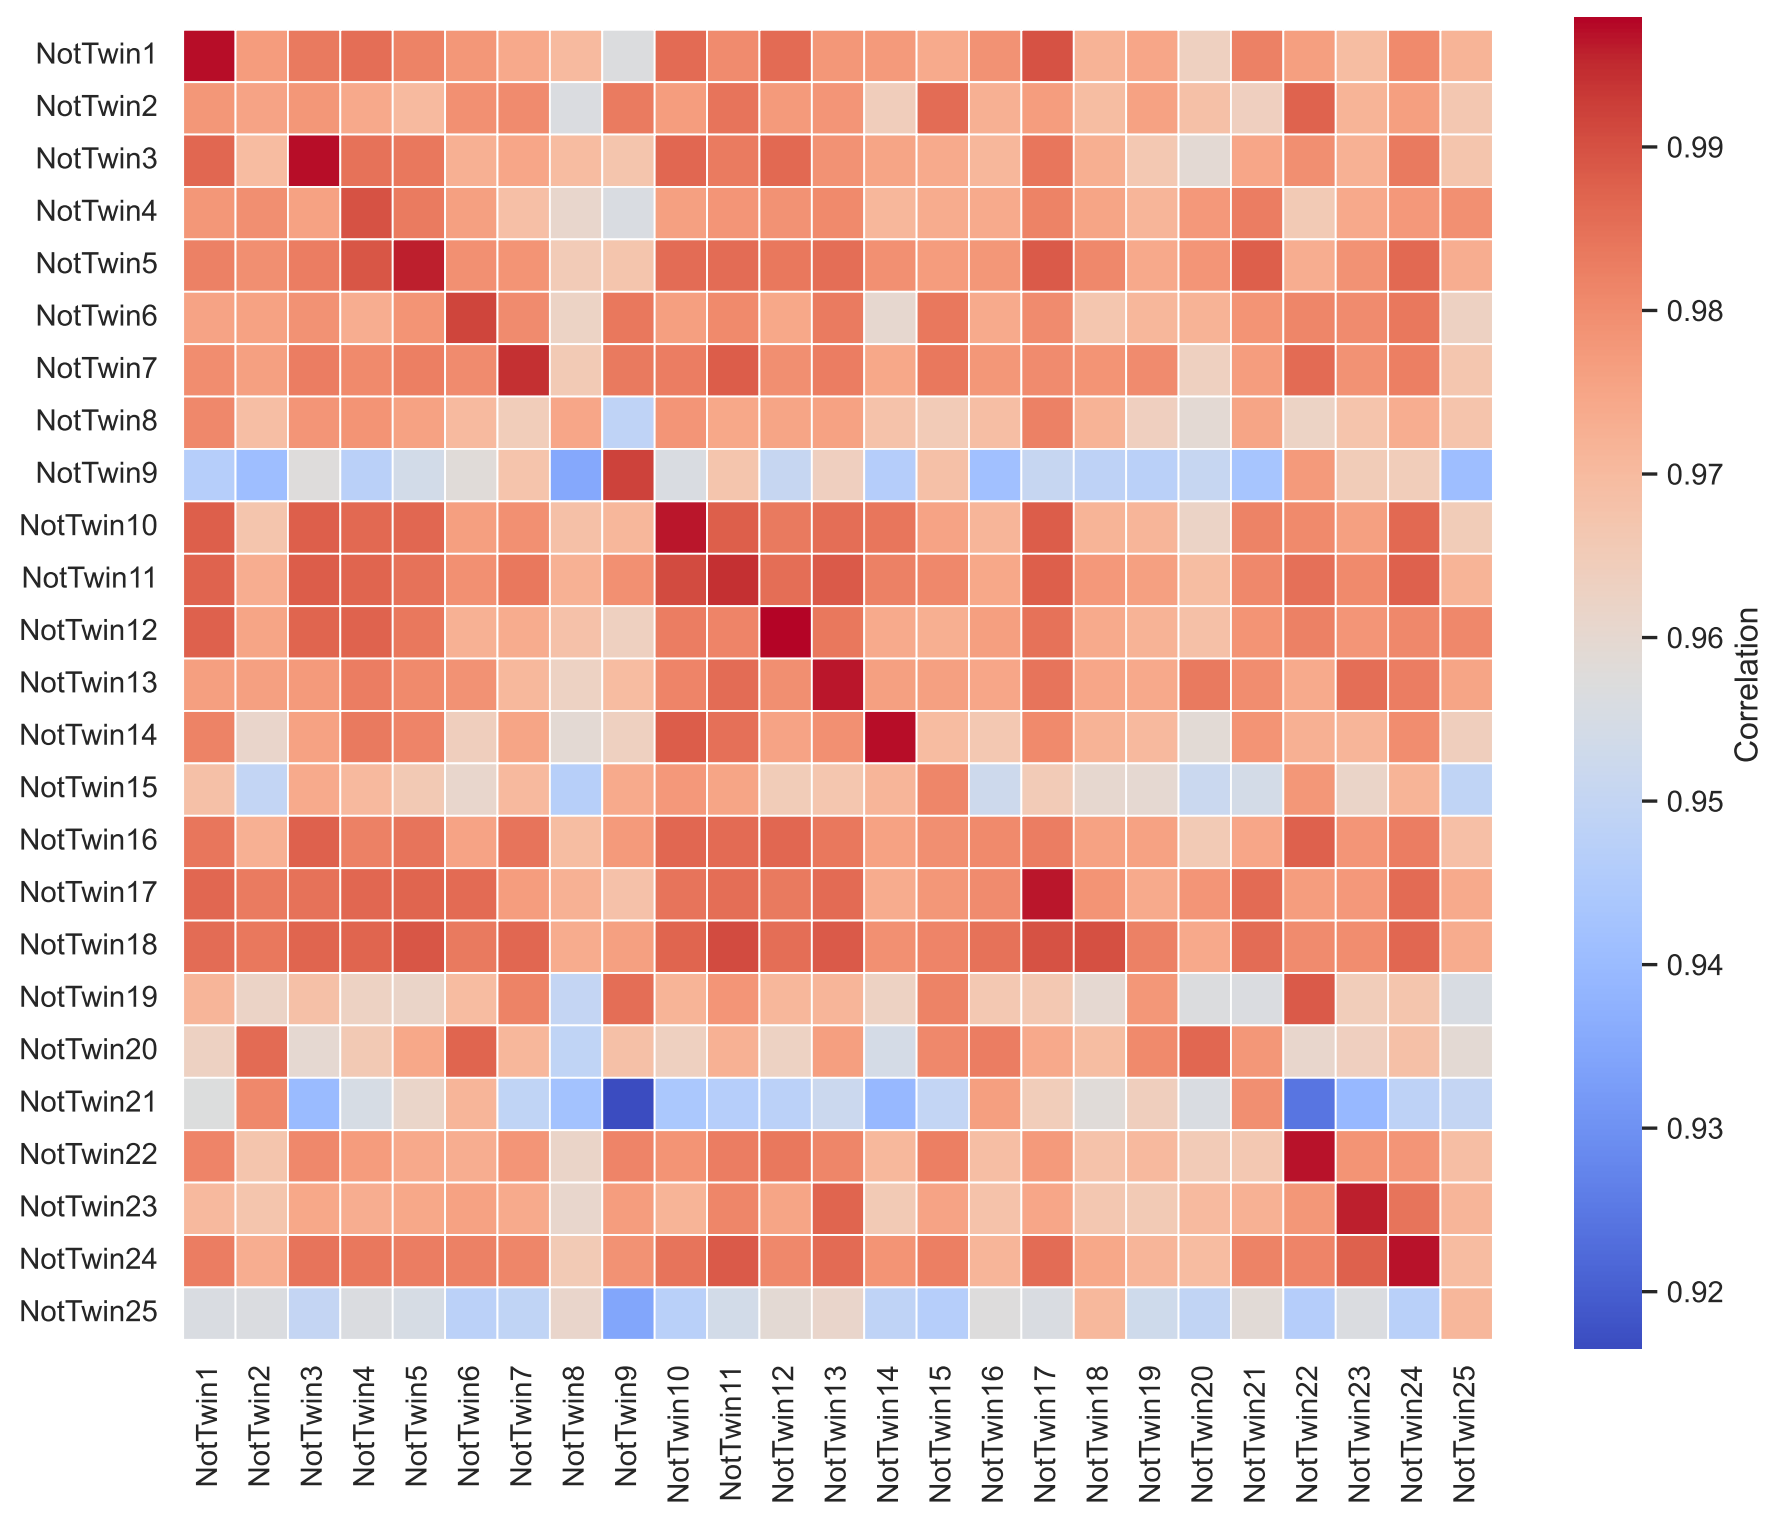 NotTwin1
NotTwin2
NotTwin3
NotTwin4
NotTwin5
NotTwin6
NotTwin7
NotTwin8
NotTwin9
NotTwin10
NotTwin11
NotTwin12
NotTwin13
NotTwin14
NotTwin15
NotTwin16
NotTwin17
NotTwin18
NotTwin19
NotTwin20
NotTwin21
NotTwin22
NotTwin23
NotTwin24
NotTwin25
NotTwin1
NotTwin2
NotTwin3
NotTwin4
NotTwin5
NotTwin6
NotTwin7
NotTwin8
NotTwin9
NotTwin10
NotTwin11
NotTwin12
NotTwin13
NotTwin14
NotTwin15
NotTwin16
NotTwin17
NotTwin18
NotTwin19
NotTwin20
NotTwin21
NotTwin22
NotTwin23
NotTwin24
NotTwin25
0.99
0.98
0.97
0.96
0.95
0.94
0.93
0.92
Correlation